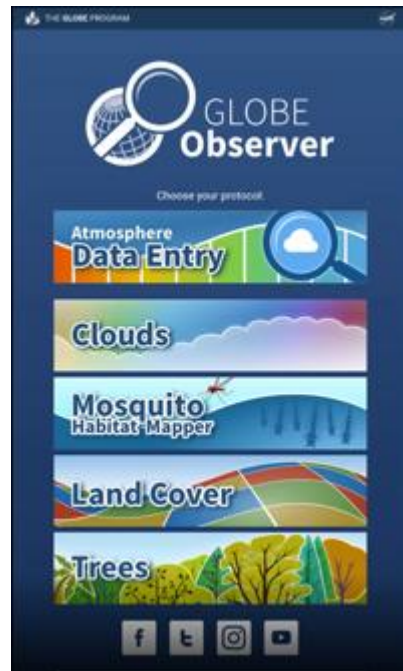 THE GLOBE PROGRAM
GLOBE
Observer
Choose your protocol.
Atmosphere
Data Entry
Clouds
Mosquito
Habitat Mapper
Land Cover
Trees